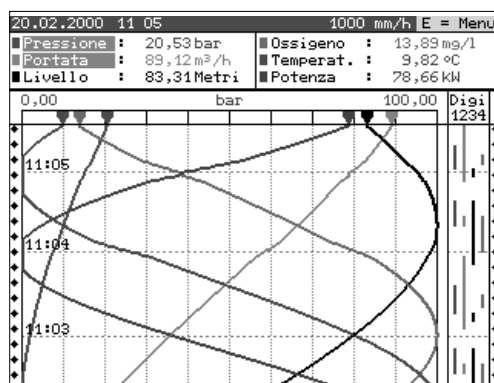 20.02.2000 11 05 1000 mm/h E = Menu
Pressione : 20,53 bar Ossigeno : 13,89 mg/l
Portata : 89,12 m³/h Temperat. : 9,82 ºC
Livello : 83,31 Metri Potenza : 78,66 KW
0,00 bar 100,00 Digi
1234
11:05
11:04
11:03